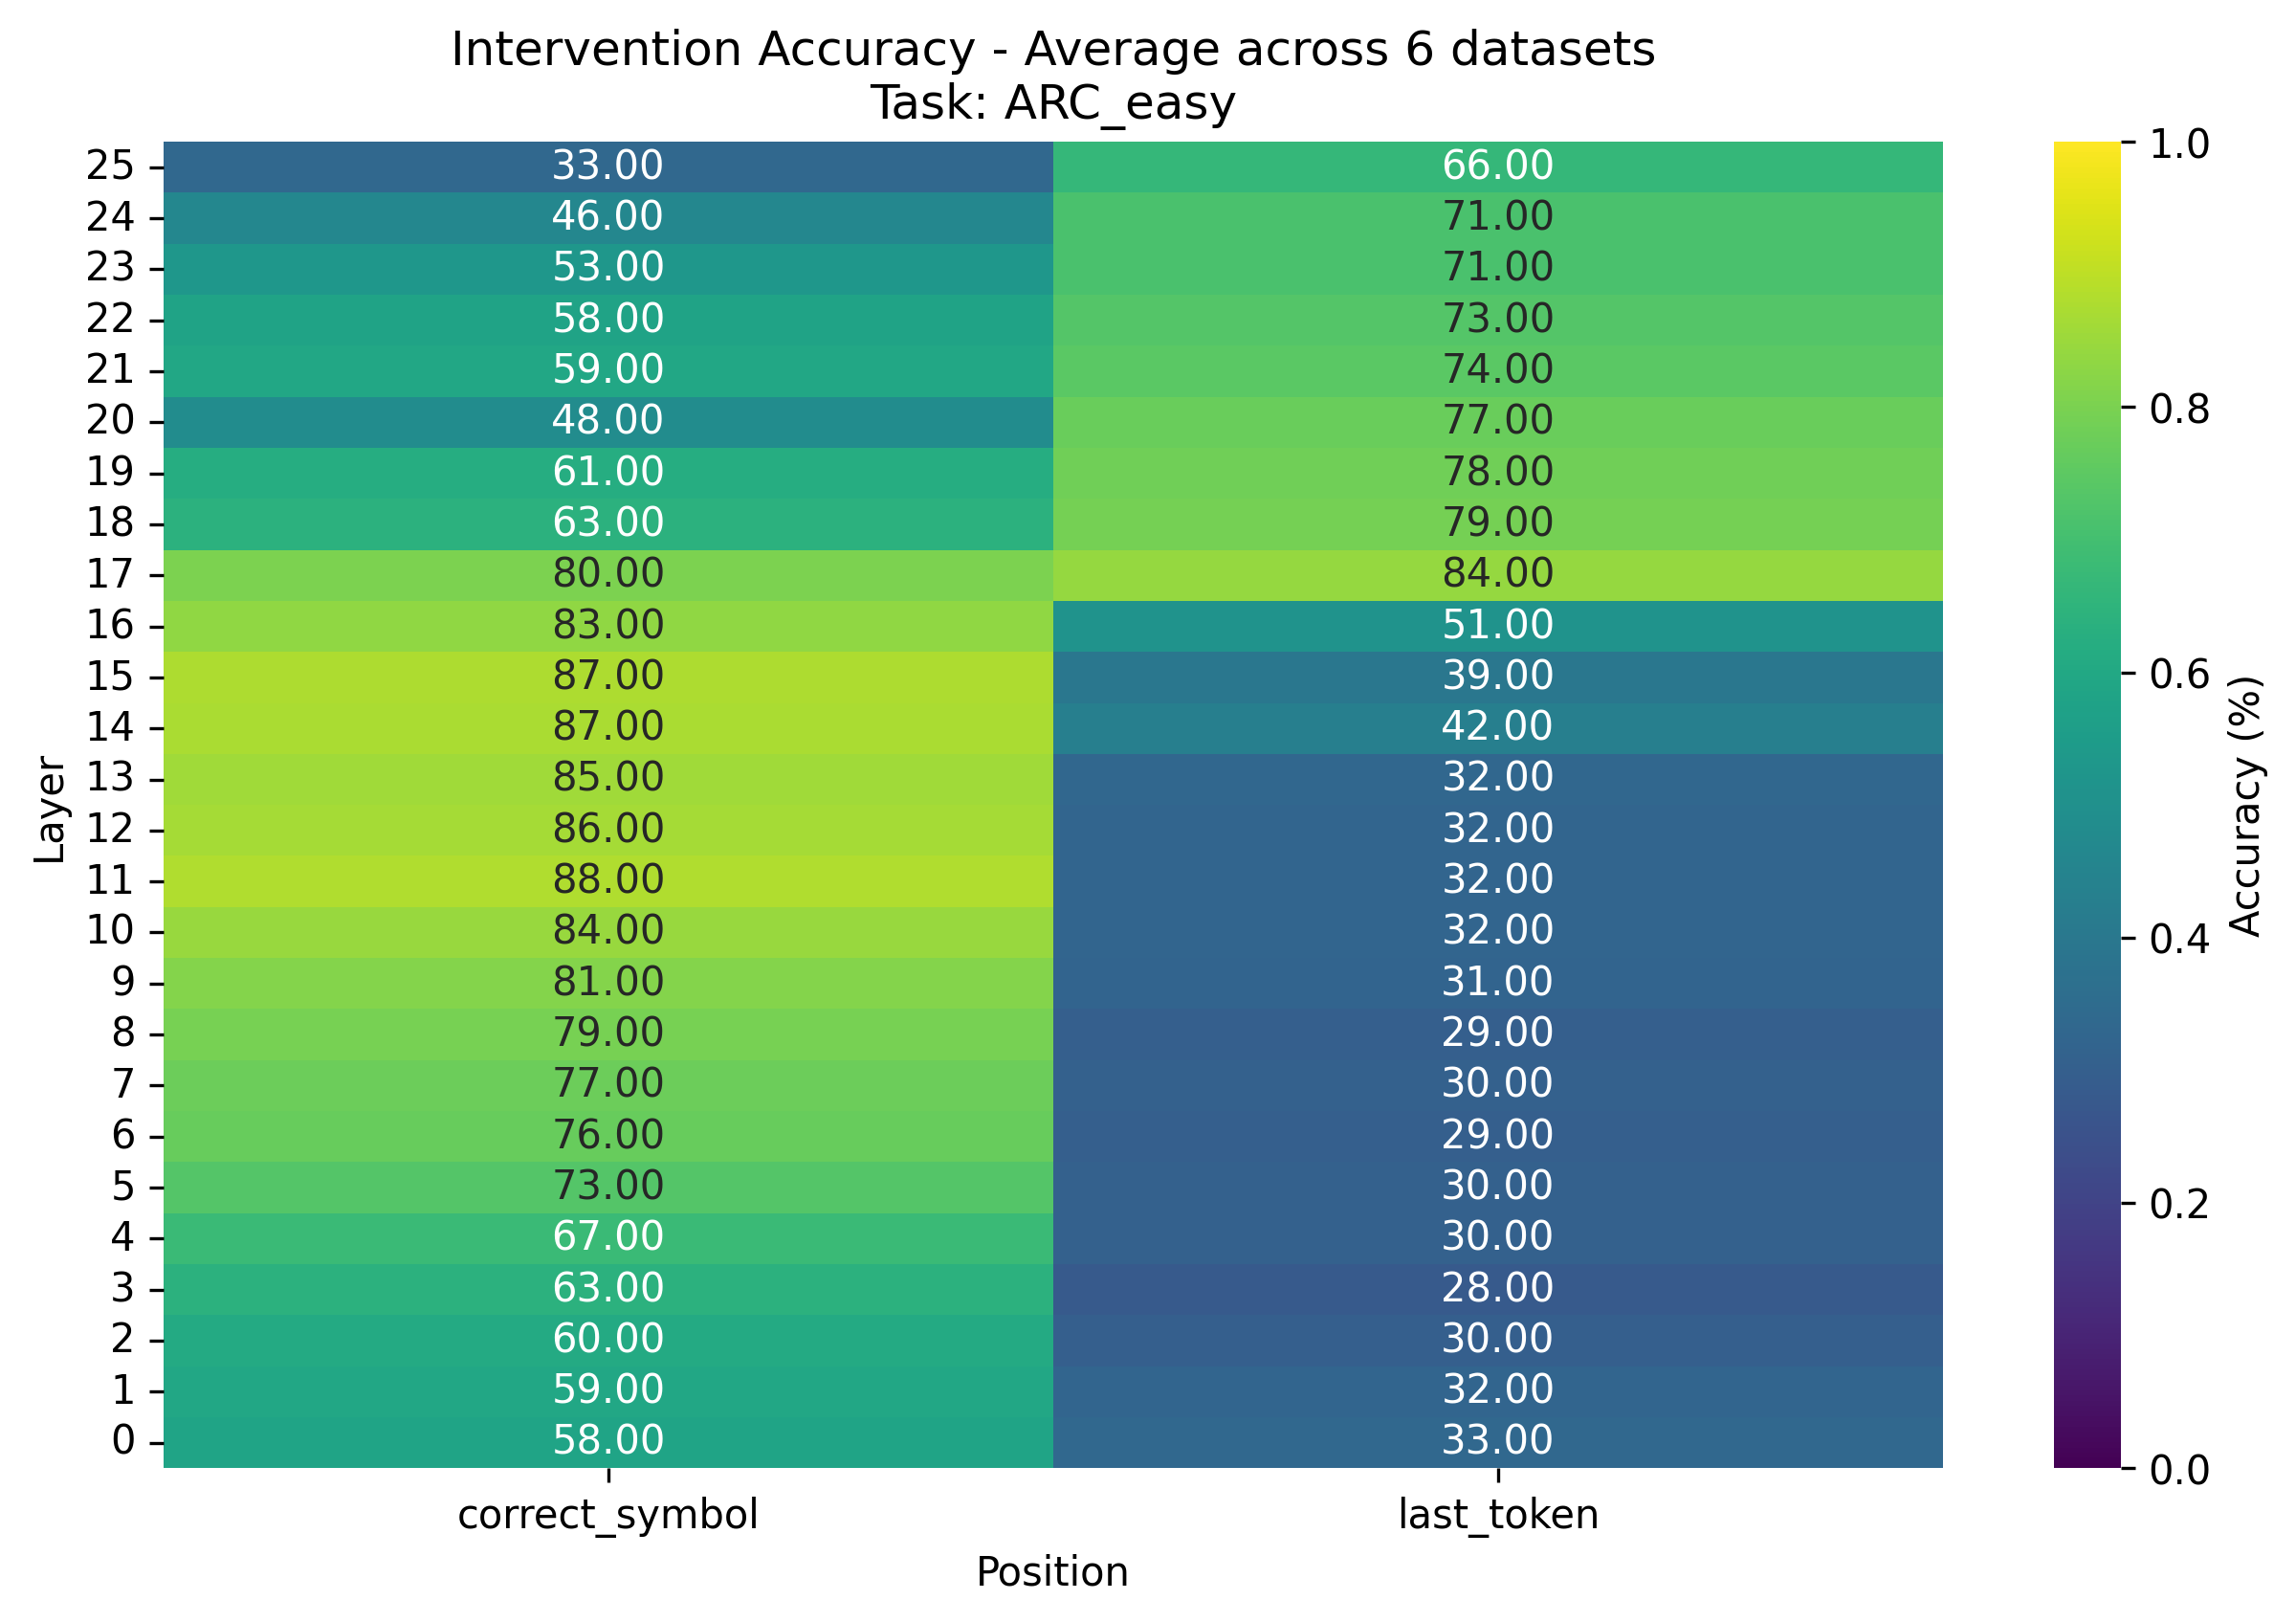 Intervention Accuracy - Average across 6 datasets
Task: ARC_easy
25 33.00 66.00
24 46.00 71.00
23 53.00 71.00
22 58.00 73.00
21 59.00 74.00
20 48.00 77.00
19 61.00 78.00
18 63.00 79.00
17 80.00 84.00
16 83.00 51.00
15 87.00 39.00
14 87.00 42.00
13 85.00 32.00
12 86.00 32.00
11 88.00 32.00
10 84.00 32.00
9 81.00 31.00
8 79.00 29.00
7 77.00 30.00
6 76.00 29.00
5 73.00 30.00
4 67.00 30.00
3 63.00 28.00
2 60.00 30.00
1 59.00 32.00
0 58.00 33.00
correct_symbol last_token
Position
Layer
1.0
0.8
0.6
0.4
0.2
0.0
Accuracy (%)